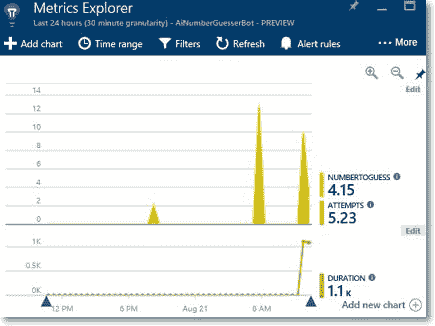 Metrics Explorer
Last 24 hours (30 minute granularity) - AiNumberGuesserBot - PREVIEW
Add chart Time range Filters Refresh Alert rules ··· More
Edit
14
12
10
8
6
4
2
0
NUMBERTOGUESS
4.15
ATTEMPTS
5.23
Edit
1K
0.5K
0K
DURATION
1.1 K
12 PM 6 PM Aug 21 6 AM
Add new chart